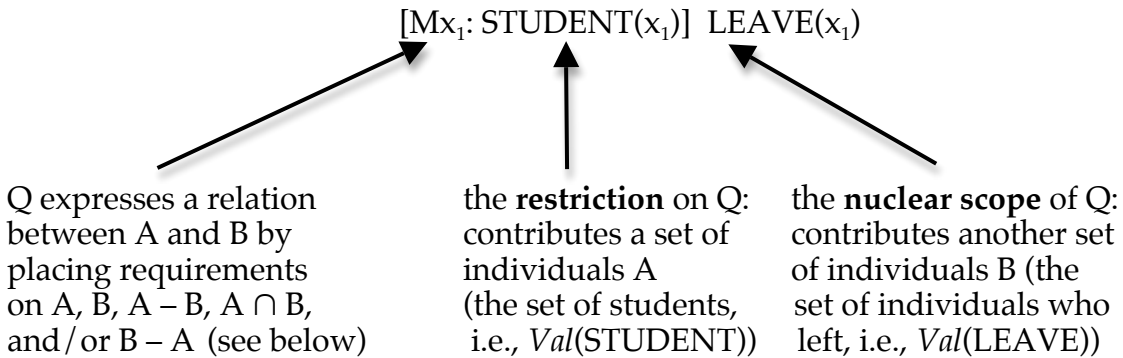 [Mx₁: STUDENT(x₁)] LEAVE(x₁)
Q expresses a relation
between A and B by
placing requirements
on A, B, A – B, A ∩ B,
and/or B – A (see below)
the restriction on Q:
contributes a set of
individuals A
(the set of students,
i.e., Val(STUDENT))
the nuclear scope of Q:
contributes another set
of individuals B (the
set of individuals who
left, i.e., Val(LEAVE))